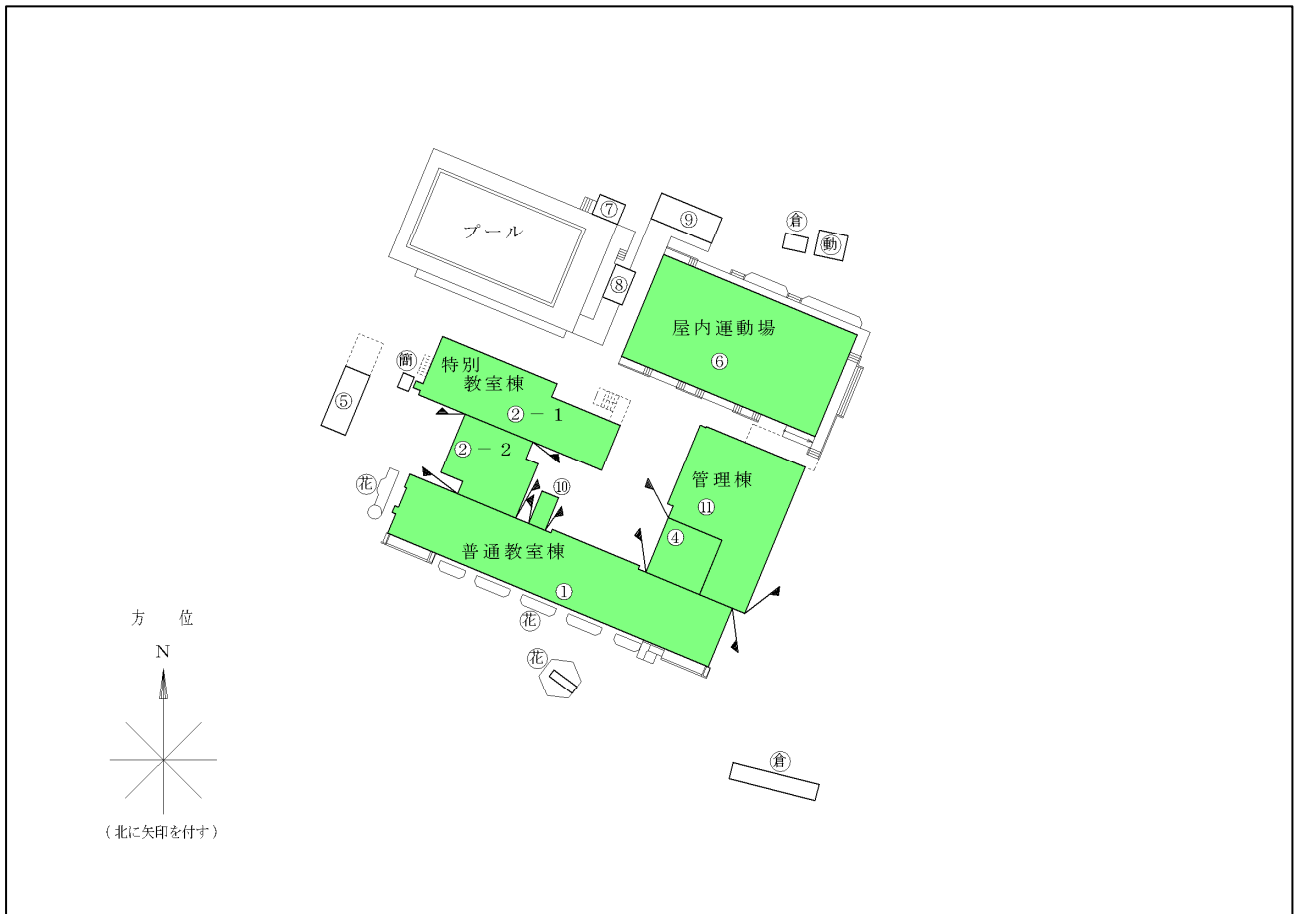 ⑦
⑨
倉
動
プール
⑧
屋内運動場
⑥
簡
特別
教室棟
⑤
②－１
②－２
管理棟
花
⑩
⑪
④
普通教室棟
①
花
方　位
N
花
倉
(北に矢印を付す)